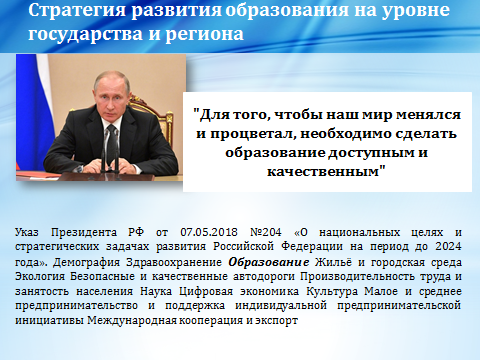 Стратегия развития образования на уровне
государства и региона
"Для того, чтобы наш мир менялся
и процветал, необходимо сделать
образование доступным и
качественным"
Указ Президента РФ от 07.05.2018 №204 «О национальных целях и
стратегических задачах развития Российской Федерации на период до 2024
года». Демография Здравоохранение Образование Жильё и городская среда
Экология Безопасные и качественные автодороги Производительность труда и
занятость населения Наука Цифровая экономика Культура Малое и среднее
предпринимательство и поддержка индивидуальной предпринимательской
инициативы Международная кооперация и экспорт